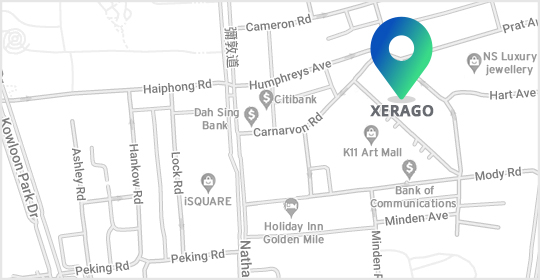 Cameron Rd
Prat Av
彌敦道
NS Luxury
jewellery
Humphreys Ave
Haiphong Rd
Hart Ave
Citibank
XERAGO
Dah Sing
Bank
Carnarvon Rd
Kowloon Park Dr
K11 Art Mall
Ashley Rd
Hankow Rd
Lock Rd
Mody Rd
iSQUARE
Bank of
Communications
Minden Ave
Holiday Inn
Golden Mile
Natha
Minden R
Peking Rd
Peking Rd